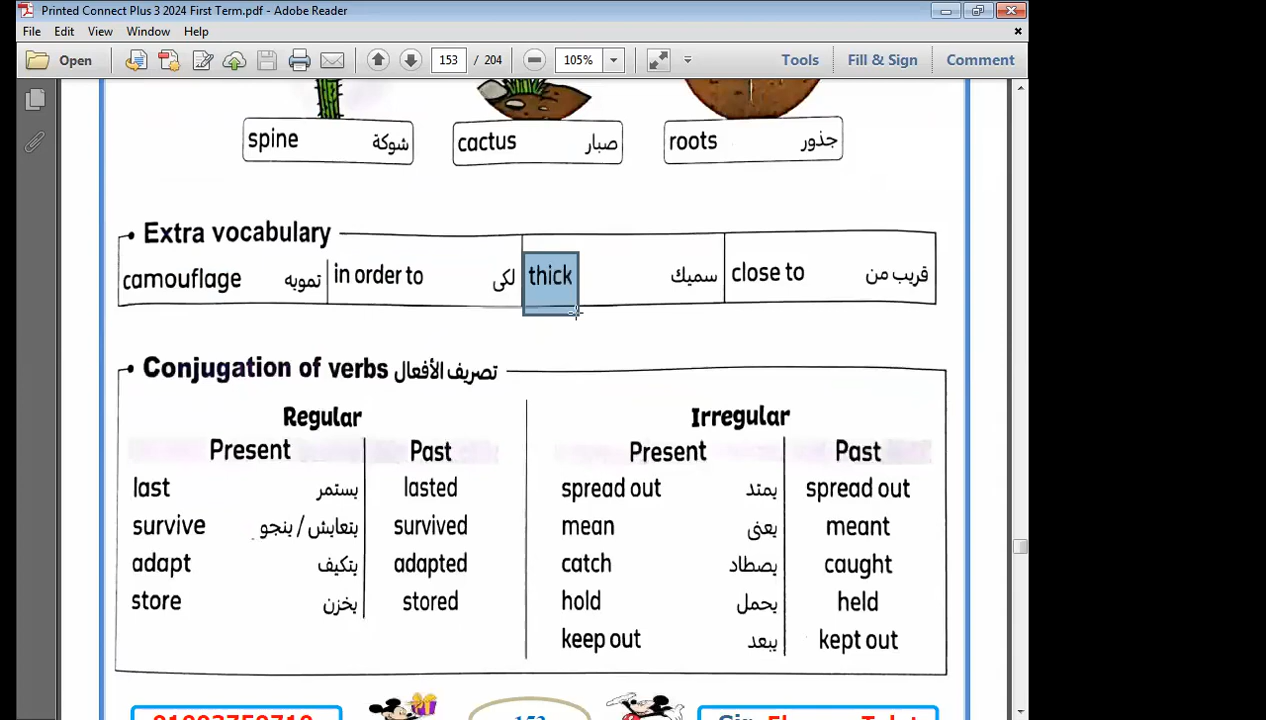 Printed Connect Plus 3 2024 First Term.pdf - Adobe Reader
File Edit View Window Help
Open 153 / 204 105% Tools Fill & Sign Comment
spine شوكة cactus صبار roots جذور
Extra vocabulary
camouflage تمويه in order to لكى thick سميك close to قريب من
Conjugation of verbs تصريف الأفعال
Regular Irregular
Present Past Present Past
last يستمر lasted spread out يمتد spread out
survive يتعايش / ينجو survived mean يعنى meant
adapt يتكيف adapted catch يصطاد caught
store يخزن stored hold يحمل held
keep out يبعد kept out
153